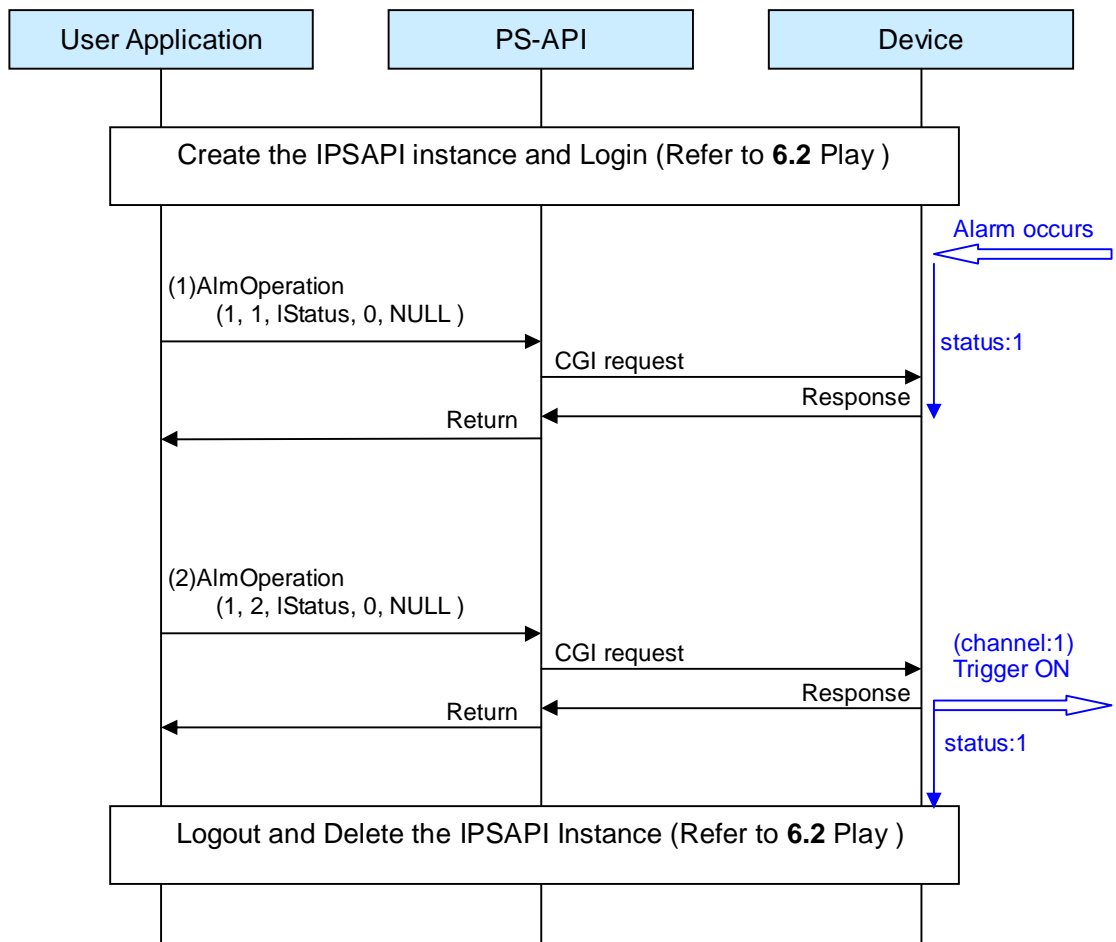 User Application
PS-API
Device
Create the IPSAPI instance and Login (Refer to 6.2 Play )
Alarm occurs
(1)AlmOperation
(1, 1, lStatus, 0, NULL )
status:1
CGI request
Response
Return
(2)AlmOperation
(1, 2, lStatus, 0, NULL )
(channel:1)
Trigger ON
CGI request
Response
Return
status:1
Logout and Delete the IPSAPI Instance (Refer to 6.2 Play )